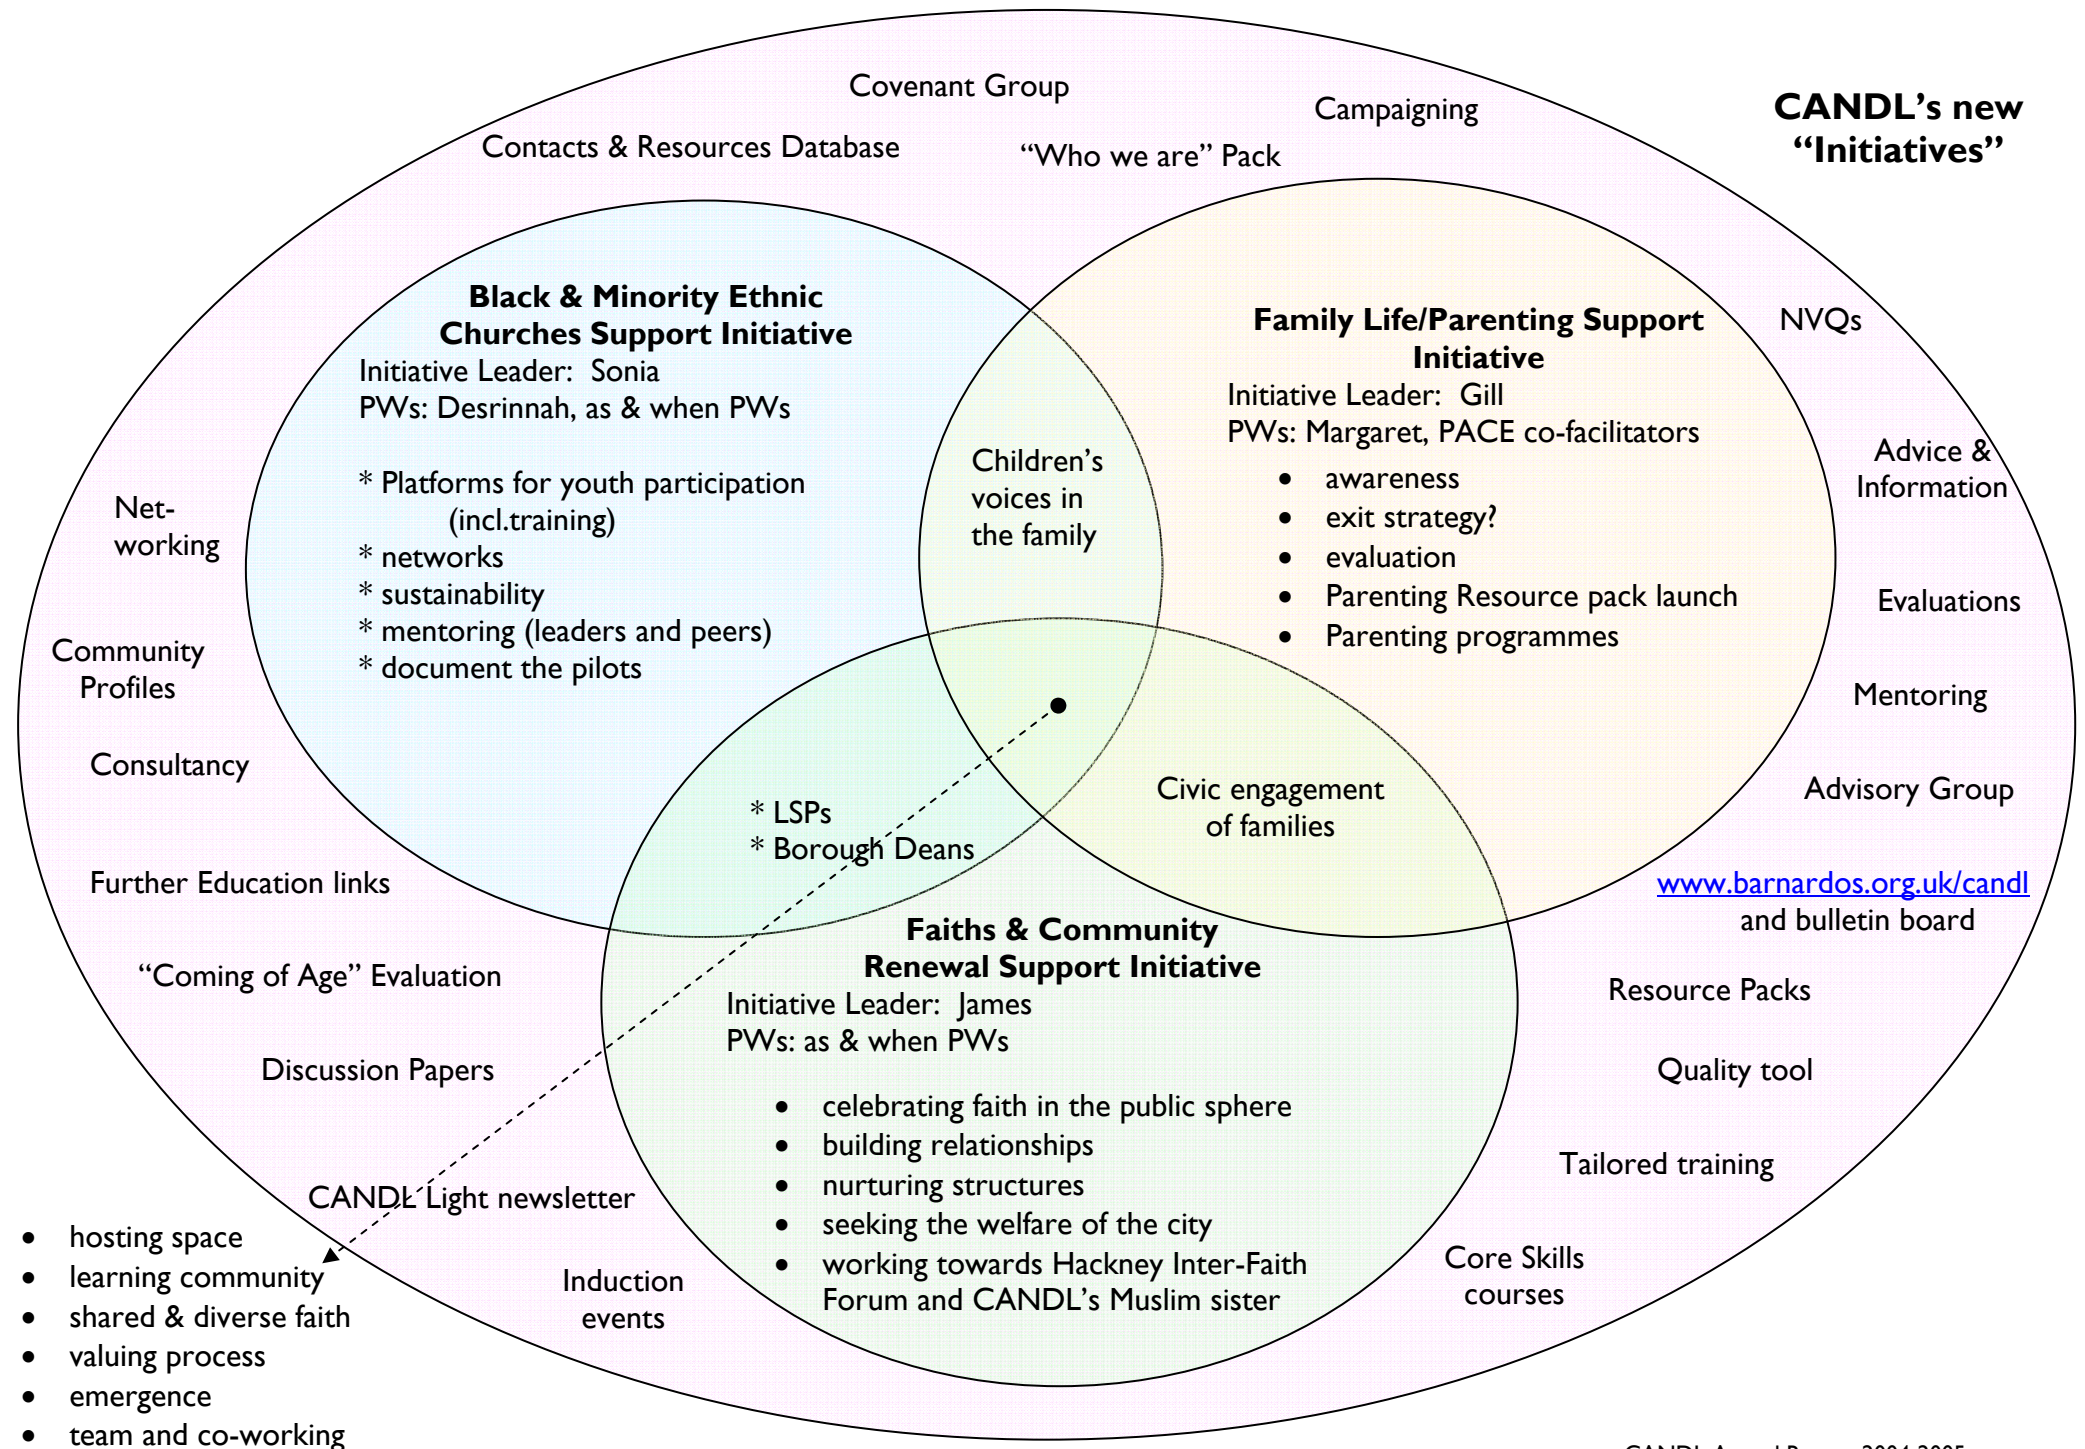 Covenant Group
Campaigning
CANDL’s new
“Initiatives”
Contacts & Resources Database
“Who we are” Pack
Black & Minority Ethnic
Churches Support Initiative
Initiative Leader: Sonia
PWs: Desrinnah, as & when PWs
* Platforms for youth participation
(incl.training)
* networks
* sustainability
* mentoring (leaders and peers)
* document the pilots
Children’s
voices in
the family
Family Life/Parenting Support
Initiative
Initiative Leader: Gill
PWs: Margaret, PACE co-facilitators
• awareness
• exit strategy?
• evaluation
• Parenting Resource pack launch
• Parenting programmes
NVQs
Advice &
Information
Evaluations
Mentoring
Advisory Group
www.barnardos.org.uk/candl
and bulletin board
Resource Packs
Quality tool
Tailored training
Core Skills
courses
Net-
working
Community
Profiles
Consultancy
Further Education links
“Coming of Age” Evaluation
Discussion Papers
CANDL Light newsletter
Induction
events
* LSPs
* Borough Deans
Civic engagement
of families
Faiths & Community
Renewal Support Initiative
Initiative Leader: James
PWs: as & when PWs
• celebrating faith in the public sphere
• building relationships
• nurturing structures
• seeking the welfare of the city
• working towards Hackney Inter-Faith
Forum and CANDL’s Muslim sister
• hosting space
• learning community
• shared & diverse faith
• valuing process
• emergence
• team and co-working
CANDL Annual Report 2004-2005